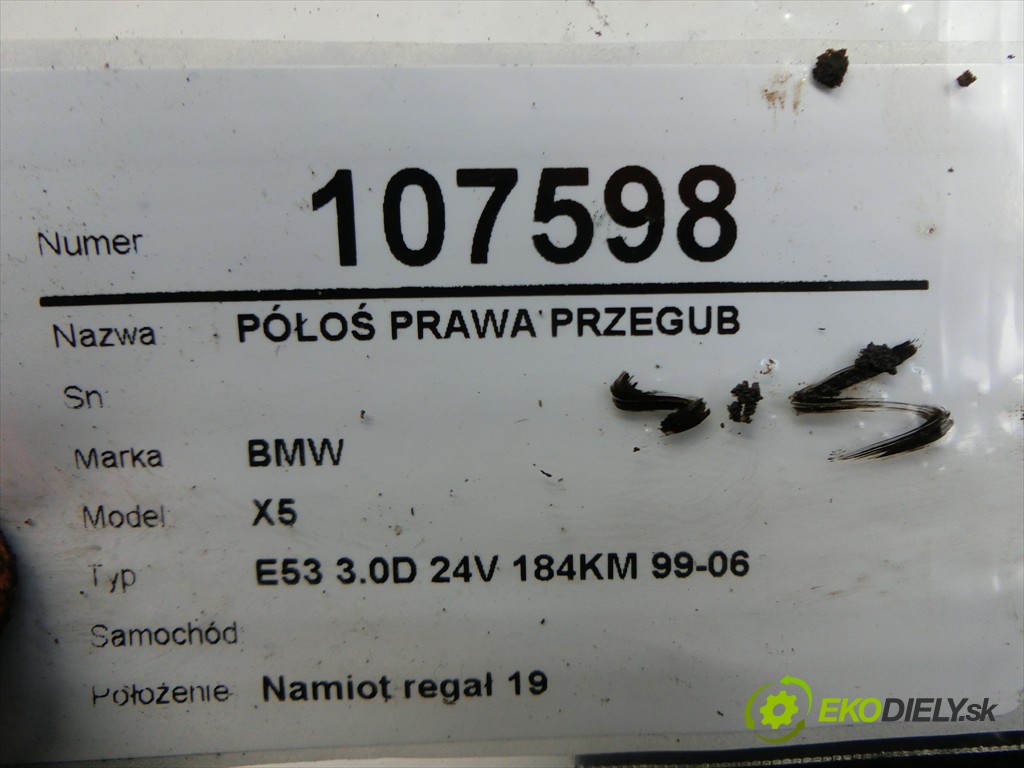 Numer 107598
Nazwa PÓŁOŚ PRAWA PRZEGUB
Sn
Marka BMW
Model X5
Typ E53 3.0D 24V 184KM 99-06
Samochód
Położenie Namiot regał 19
EKODIELY.sk